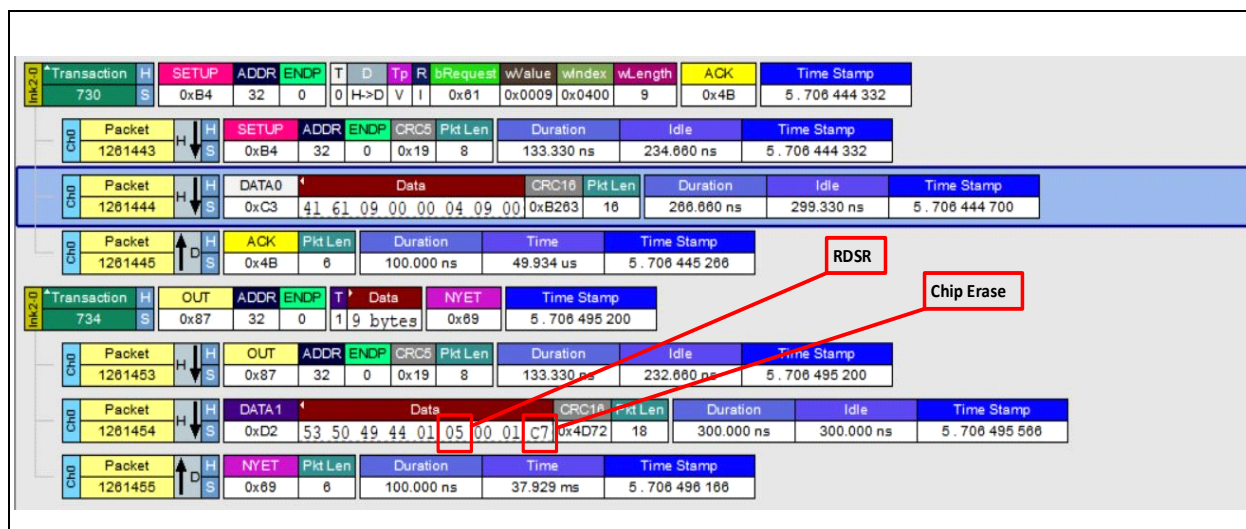 Transaction H SETUP ADDR ENDP T D Tp R bRequest wValue wIndex wLength ACK Time Stamp
lnk2-0 730 S 0xB4 32 0 0 H->D V I 0x61 0x0009 0x0400 9 0x4B 5 . 706 444 332
Packet H H SETUP ADDR ENDP CRC5 Pkt Len Duration Idle Time Stamp
Ch0 1261443 S 0xB4 32 0 0x19 8 133.330 ns 234.660 ns 5 . 706 444 332
Packet H H DATA0 Data CRC16 Pkt Len Duration Idle Time Stamp
Ch0 1261444 S 0xC3 41 61 09 00 00 04 09 00 0xB263 16 266.660 ns 299.330 ns 5 . 706 444 700
Packet D H ACK Pkt Len Duration Time Time Stamp
Ch0 1261445 S 0x4B 6 100.000 ns 49.934 us 5 . 706 445 266
RDSR
Chip Erase
Transaction H OUT ADDR ENDP T Data NYET Time Stamp
lnk2-0 734 S 0x87 32 0 1 9 bytes 0x69 5 . 706 495 200
Packet H H OUT ADDR ENDP CRC5 Pkt Len Duration Idle Time Stamp
Ch0 1261453 S 0x87 32 0 0x19 8 133.330 ns 232.660 ns 5 . 706 495 200
Packet H H DATA1 Data CRC16 Pkt Len Duration Idle Time Stamp
Ch0 1261454 S 0xD2 53 50 49 44 01 05 00 01 C7 0x4D72 18 300.000 ns 300.000 ns 5 . 706 495 566
Packet D H NYET Pkt Len Duration Time Time Stamp
Ch0 1261455 S 0x69 6 100.000 ns 37.929 ms 5 . 706 496 166